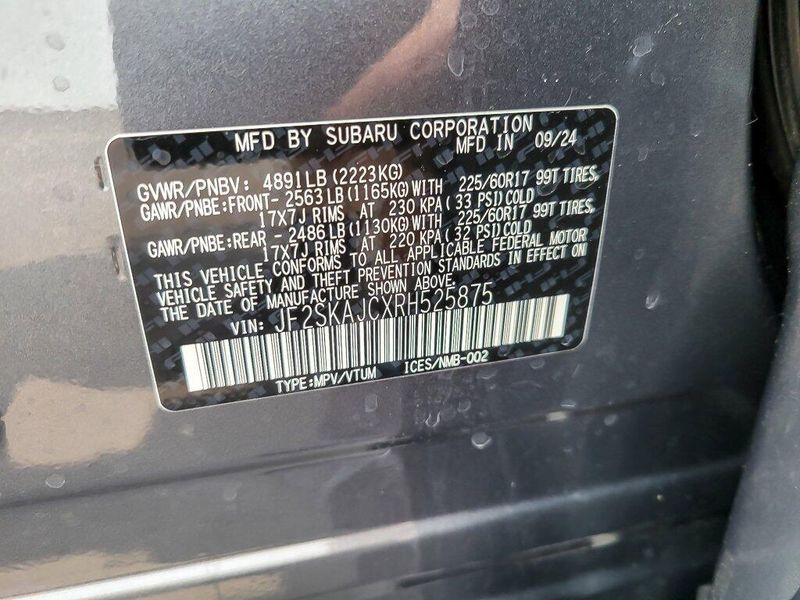 MFD BY SUBARU CORPORATION
MFD IN 09/24
GVWR/PNBV: 4891LB(2223KG)
GAWR/PNBE:FRONT- 2563LB(1165KG)WITH 225/60R17 99T TIRES,
17X7J RIMS AT 230 KPA(33 PSI)COLD
GAWR/PNBE:REAR - 2486LB(1130KG)WITH 225/60R17 99T TIRES,
17X7J RIMS AT 220 KPA(32 PSI)COLD
THIS VEHICLE CONFORMS TO ALL APPLICABLE FEDERAL MOTOR
VEHICLE SAFETY AND THEFT PREVENTION STANDARDS IN EFFECT ON
THE DATE OF MANUFACTURE SHOWN ABOVE.
VIN: JF2SKAJCXRH525875
TYPE:MPV/VTUM ICES/NMB-002